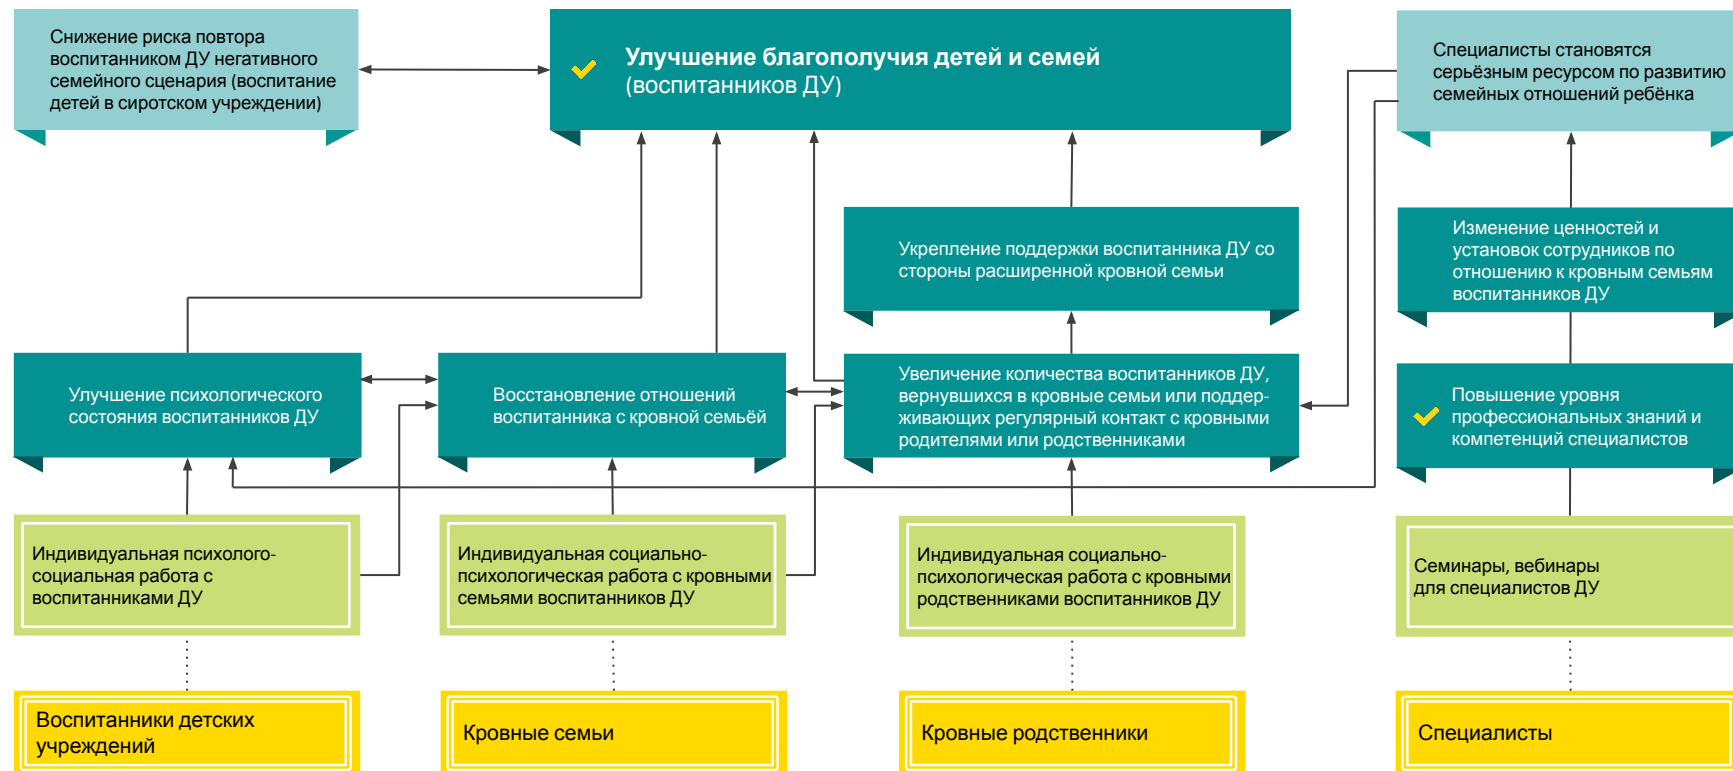 Снижение риска повтора
воспитанником ДУ негативного
семейного сценария (воспитание
детей в сиротском учреждении)
Улучшение благополучия детей и семей
(воспитанников ДУ)
Специалисты становятся
серьёзным ресурсом по развитию
семейных отношений ребёнка
Укрепление поддержки воспитанника ДУ со
стороны расширенной кровной семьи
Изменение ценностей и
установок сотрудников по
отношению к кровным семьям
воспитанников ДУ
Улучшение психологического
состояния воспитанников ДУ
Восстановление отношений
воспитанника с кровной семьёй
Увеличение количества воспитанников ДУ,
вернувшихся в кровные семьи или поддер-
живающих регулярный контакт с кровными
родителями или родственниками
Повышение уровня
профессиональных знаний и
компетенций специалистов
Индивидуальная психолого-
социальная работа с
воспитанниками ДУ
Индивидуальная социально-
психологическая работа с кровными
семьями воспитанников ДУ
Индивидуальная социально-
психологическая работа с кровными
родственниками воспитанников ДУ
Семинары, вебинары
для специалистов ДУ
Воспитанники детских
учреждений
Кровные семьи
Кровные родственники
Специалисты